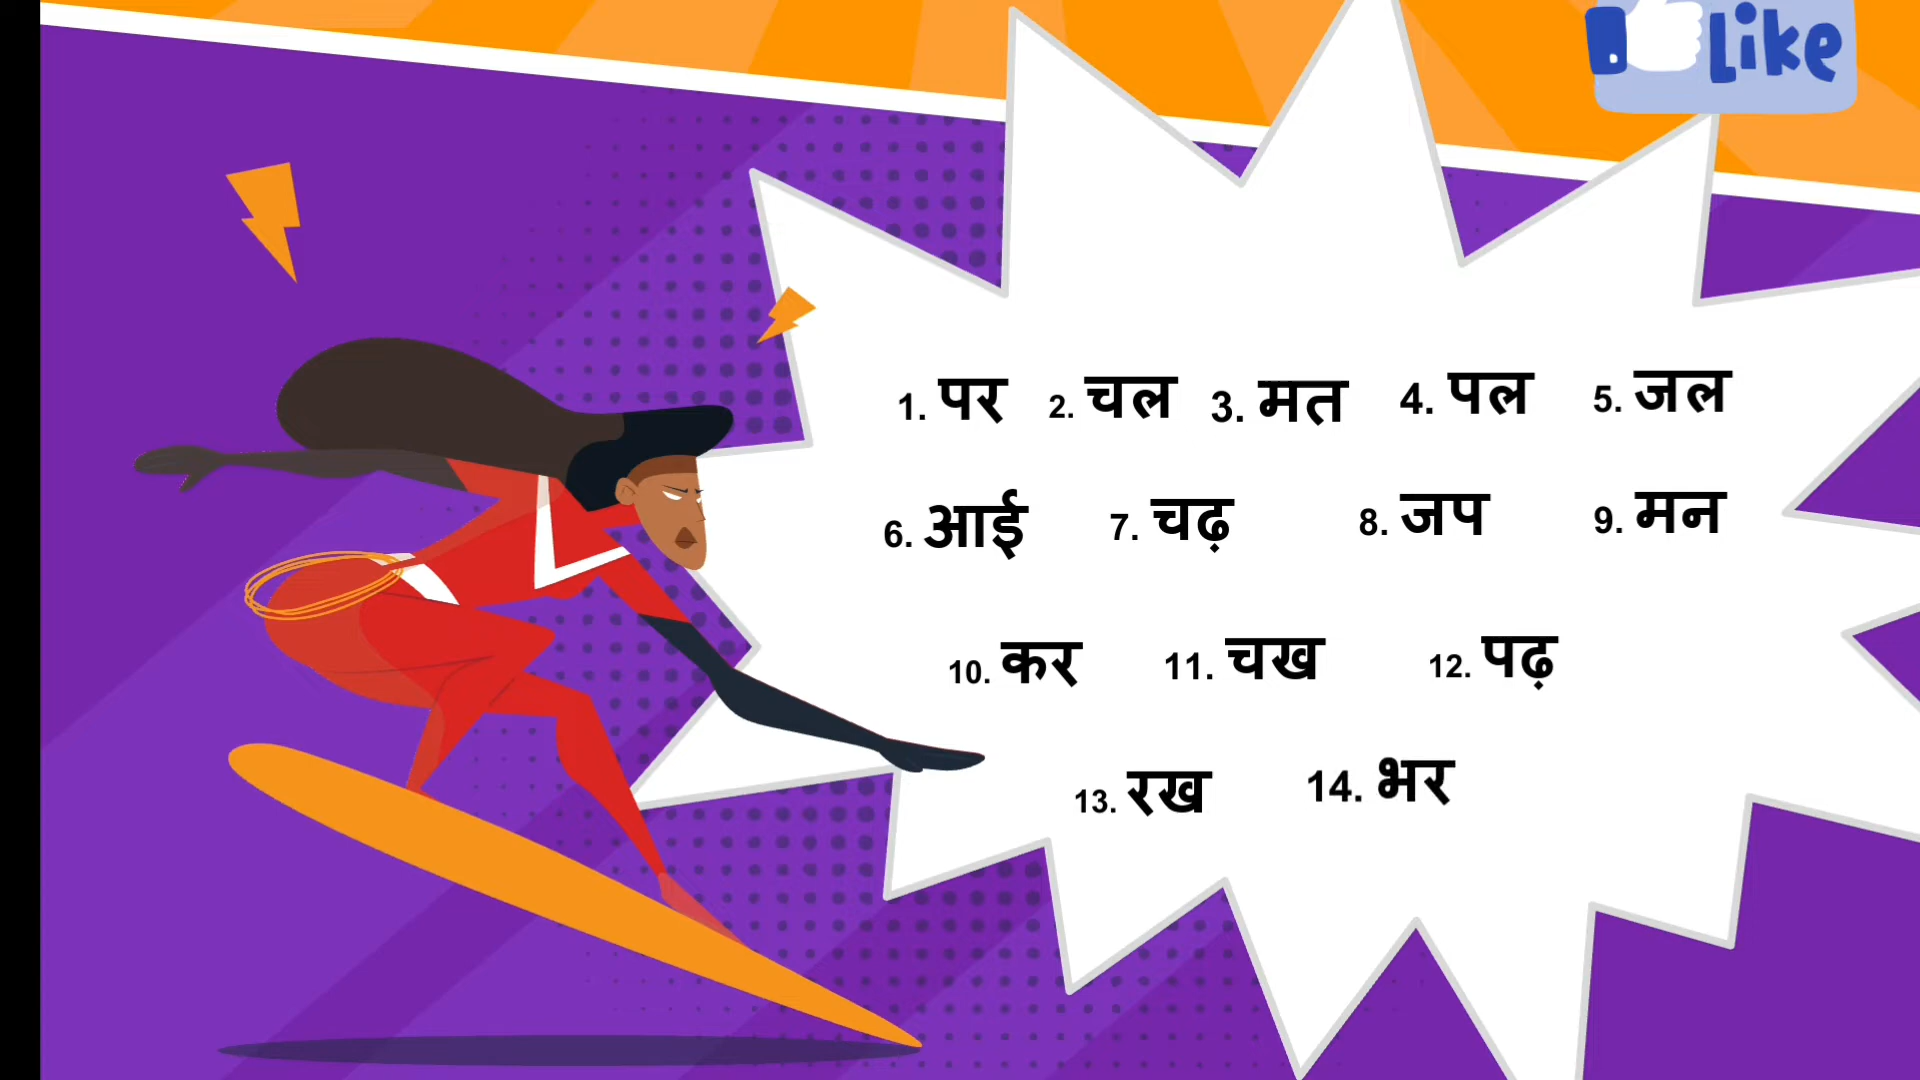 Like
1. पर 2. चल 3. मत 4. पल 5. जल
6. आई 7. चढ़ 8. जप 9. मन
10. कर 11. चख 12. पढ़
13. रख 14. भर